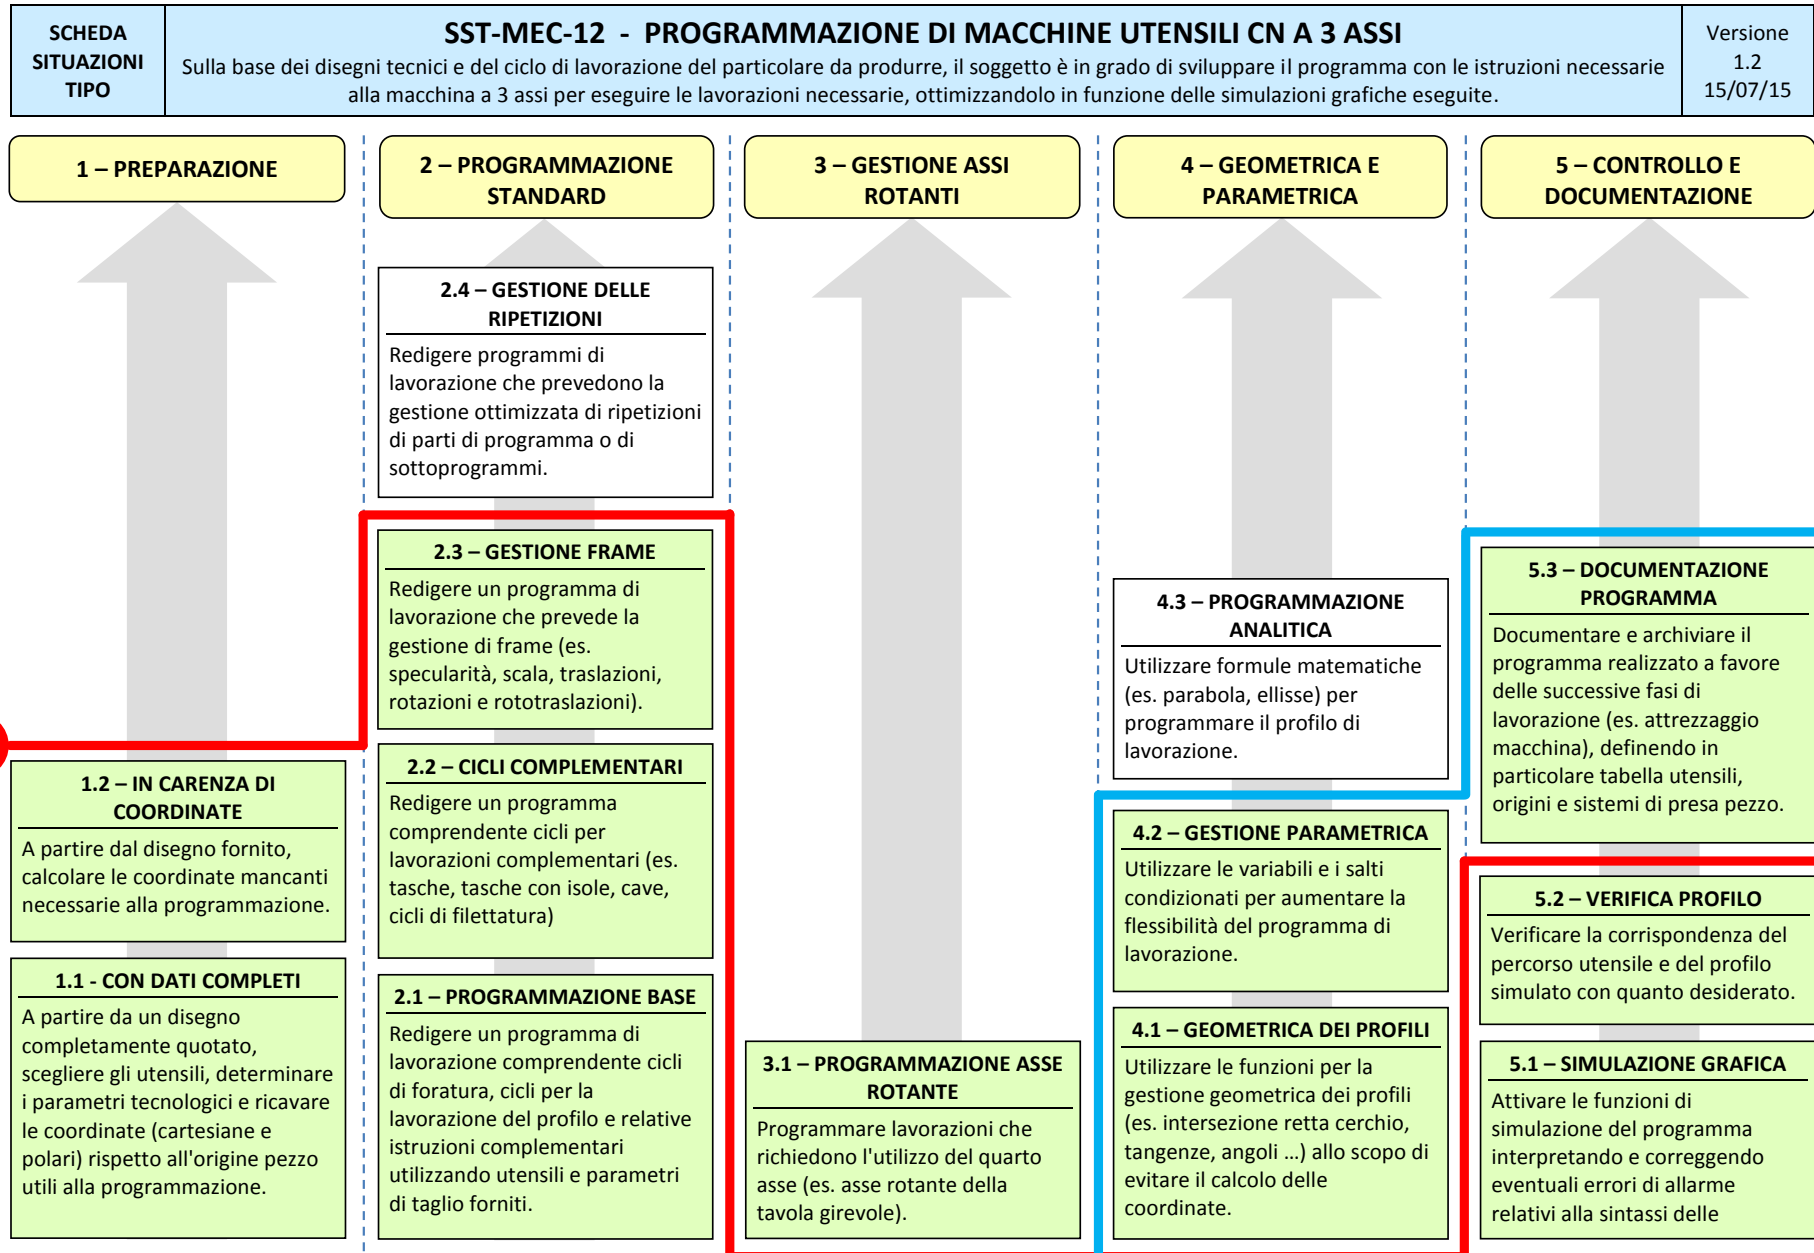 SCHEDA
SITUAZIONI
TIPO
SST-MEC-12 - PROGRAMMAZIONE DI MACCHINE UTENSILI CN A 3 ASSI
Sulla base dei disegni tecnici e del ciclo di lavorazione del particolare da produrre, il soggetto è in grado di sviluppare il programma con le istruzioni necessarie
alla macchina a 3 assi per eseguire le lavorazioni necessarie, ottimizzandolo in funzione delle simulazioni grafiche eseguite.
Versione
1.2
15/07/15
1 – PREPARAZIONE
1.2 – IN CARENZA DI
COORDINATE
A partire dal disegno fornito,
calcolare le coordinate mancanti
necessarie alla programmazione.
1.1 - CON DATI COMPLETI
A partire da un disegno
completamente quotato,
scegliere gli utensili, determinare
i parametri tecnologici e ricavare
le coordinate (cartesiane e
polari) rispetto all'origine pezzo
utili alla programmazione.
2 – PROGRAMMAZIONE
STANDARD
2.4 – GESTIONE DELLE
RIPETIZIONI
Redigere programmi di
lavorazione che prevedono la
gestione ottimizzata di ripetizioni
di parti di programma o di
sottoprogrammi.
2.3 – GESTIONE FRAME
Redigere un programma di
lavorazione che prevede la
gestione di frame (es.
specularità, scala, traslazioni,
rotazioni e rototraslazioni).
2.2 – CICLI COMPLEMENTARI
Redigere un programma
comprendente cicli per
lavorazioni complementari (es.
tasche, tasche con isole, cave,
cicli di filettatura)
2.1 – PROGRAMMAZIONE BASE
Redigere un programma di
lavorazione comprendente cicli
di foratura, cicli per la
lavorazione del profilo e relative
istruzioni complementari
utilizzando utensili e parametri
di taglio forniti.
3 – GESTIONE ASSI
ROTANTI
3.1 – PROGRAMMAZIONE ASSE
ROTANTE
Programmare lavorazioni che
richiedono l'utilizzo del quarto
asse (es. asse rotante della
tavola girevole).
4 – GEOMETRICA E
PARAMETRICA
4.3 – PROGRAMMAZIONE
ANALITICA
Utilizzare formule matematiche
(es. parabola, ellisse) per
programmare il profilo di
lavorazione.
4.2 – GESTIONE PARAMETRICA
Utilizzare le variabili e i salti
condizionati per aumentare la
flessibilità del programma di
lavorazione.
4.1 – GEOMETRICA DEI PROFILI
Utilizzare le funzioni per la
gestione geometrica dei profili
(es. intersezione retta cerchio,
tangenze, angoli …) allo scopo di
evitare il calcolo delle
coordinate.
5 – CONTROLLO E
DOCUMENTAZIONE
5.3 – DOCUMENTAZIONE
PROGRAMMA
Documentare e archiviare il
programma realizzato a favore
delle successive fasi di
lavorazione (es. attrezzaggio
macchina), definendo in
particolare tabella utensili,
origini e sistemi di presa pezzo.
5.2 – VERIFICA PROFILO
Verificare la corrispondenza del
percorso utensile e del profilo
simulato con quanto desiderato.
5.1 – SIMULAZIONE GRAFICA
Attivare le funzioni di
simulazione del programma
interpretando e correggendo
eventuali errori di allarme
relativi alla sintassi delle